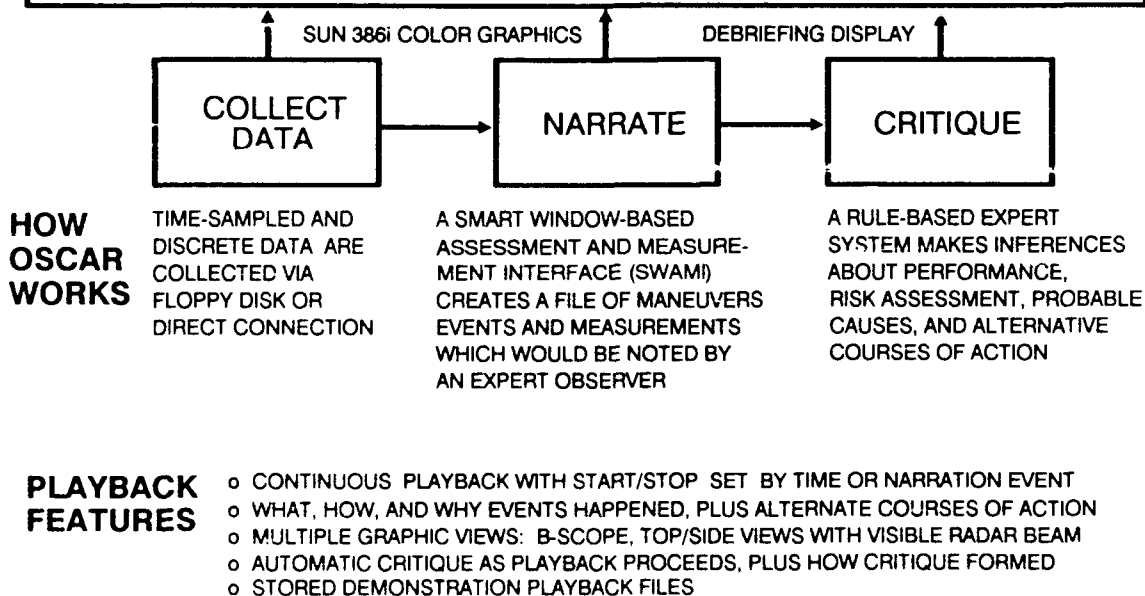 SUN 386i COLOR GRAPHICS
DEBRIEFING DISPLAY
COLLECT
DATA
NARRATE
CRITIQUE
HOW
OSCAR
WORKS
TIME-SAMPLED AND
DISCRETE DATA ARE
COLLECTED VIA
FLOPPY DISK OR
DIRECT CONNECTION
A SMART WINDOW-BASED
ASSESSMENT AND MEASURE-
MENT INTERFACE (SWAMI)
CREATES A FILE OF MANEUVERS
EVENTS AND MEASUREMENTS
WHICH WOULD BE NOTED BY
AN EXPERT OBSERVER
A RULE-BASED EXPERT
SYSTEM MAKES INFERENCES
ABOUT PERFORMANCE,
RISK ASSESSMENT, PROBABLE
CAUSES, AND ALTERNATIVE
COURSES OF ACTION
PLAYBACK
FEATURES
o CONTINUOUS PLAYBACK WITH START/STOP SET BY TIME OR NARRATION EVENT
o WHAT, HOW, AND WHY EVENTS HAPPENED, PLUS ALTERNATE COURSES OF ACTION
o MULTIPLE GRAPHIC VIEWS: B-SCOPE, TOP/SIDE VIEWS WITH VISIBLE RADAR BEAM
o AUTOMATIC CRITIQUE AS PLAYBACK PROCEEDS, PLUS HOW CRITIQUE FORMED
o STORED DEMONSTRATION PLAYBACK FILES